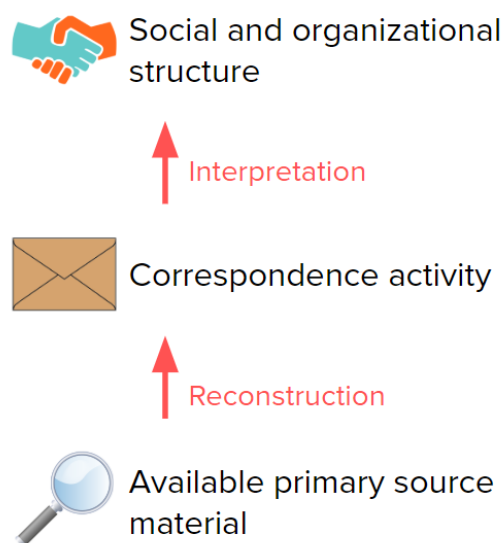 Social and organizational
structure
Interpretation
Correspondence activity
Reconstruction
Available primary source
material